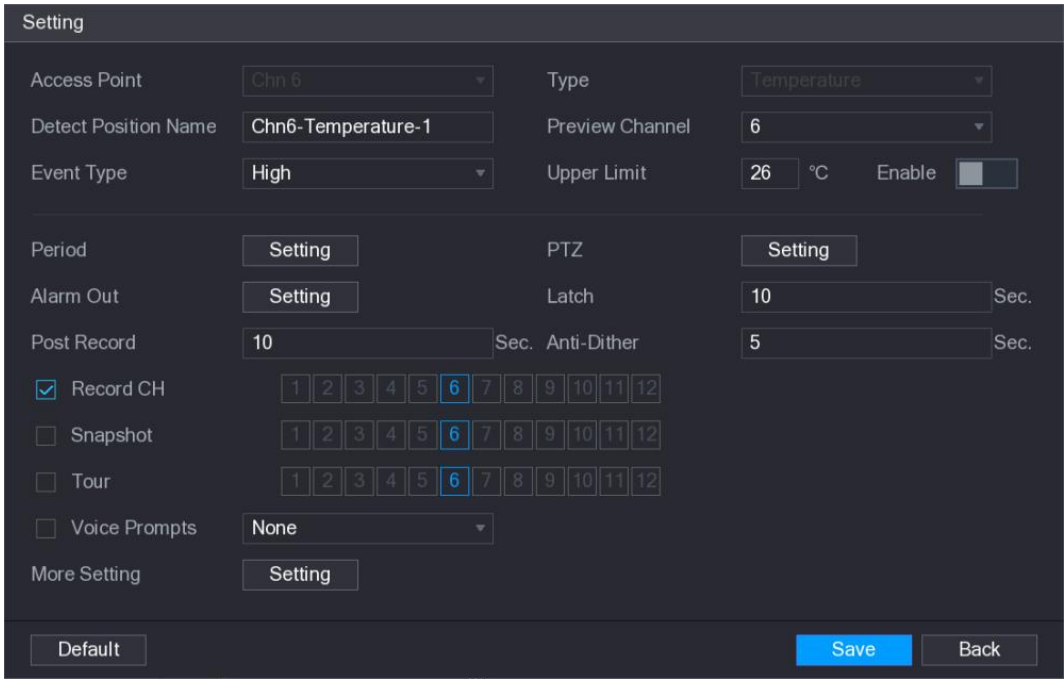 Setting
Access Point Chn 6 Type Temperature
Detect Position Name Chn6-Temperature-1 Preview Channel 6
Event Type High Upper Limit 26 °C Enable
Period Setting PTZ Setting
Alarm Out Setting Latch 10 Sec.
Post Record 10 Sec. Anti-Dither 5 Sec.
Record CH 1 2 3 4 5 6 7 8 9 10 11 12
Snapshot 1 2 3 4 5 6 7 8 9 10 11 12
Tour 1 2 3 4 5 6 7 8 9 10 11 12
Voice Prompts None
More Setting Setting
Default Save Back